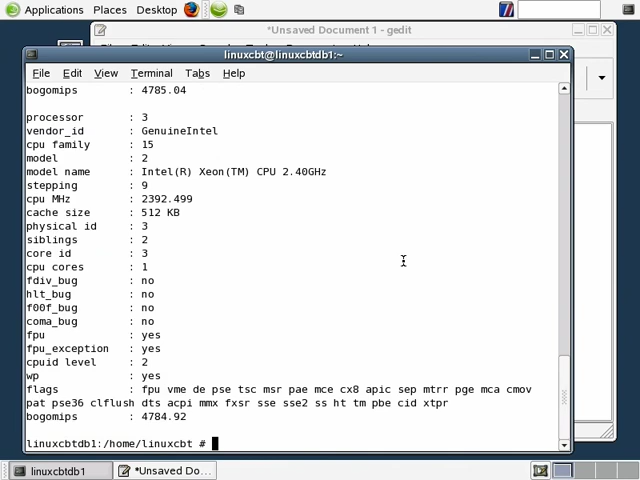 Applications Places Desktop
*Unsaved Document 1 - gedit
linuxcbt@linuxcbtdb1:~
File Edit View Terminal Tabs Help
bogomips : 4785.04
processor : 3
vendor_id : GenuineIntel
cpu family : 15
model : 2
model name : Intel(R) Xeon(TM) CPU 2.40GHz
stepping : 9
cpu MHz : 2392.499
cache size : 512 KB
physical id : 3
siblings : 2
core id : 3
cpu cores : 1
fdiv_bug : no
hlt_bug : no
f00f_bug : no
coma_bug : no
fpu : yes
fpu_exception : yes
cpuid level : 2
wp : yes
flags : fpu vme de pse tsc msr pae mce cx8 apic sep mtrr pge mca cmov
pat pse36 clflush dts acpi mmx fxsr sse sse2 ss ht tm pbe cid xtpr
bogomips : 4784.92
linuxcbtdb1:/home/linuxcbt #
linuxcbtdb1
*Unsaved Do...